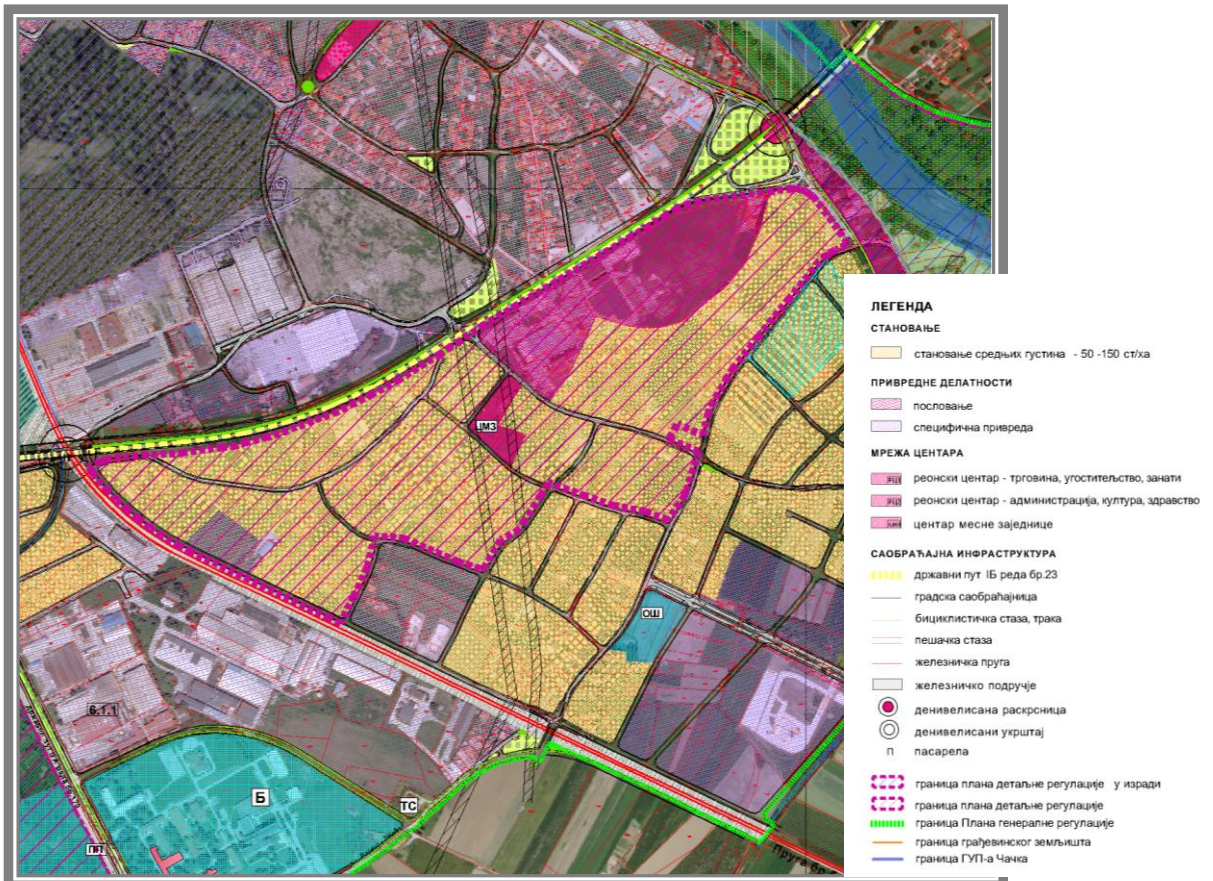 ЦМЗ
ОШ
6.1.1
Б
ТС
ПП
Пруга бр.
ЛЕГЕНДА
СТАНОВАЊЕ
становање средњих густина - 50 -150 ст/ха
ПРИВРЕДНЕ ДЕЛАТНОСТИ
пословање
специфична привреда
МРЕЖА ЦЕНТАРА
реонски центар - трговина, угоститељство, занати
реонски центар - администрација, култура, здравство
центар месне заједнице
САОБРАЋАЈНА ИНФРАСТРУКТУРА
државни пут IБ реда бр.23
градска саобраћајница
бициклистичка стаза, трака
пешачка стаза
железничка пруга
железничко подручје
денивелисана раскрсница
денивелисани укрштај
П пасарела
граница плана детаљне регулације у изради
граница плана детаљне регулације
граница Плана генералне регулације
граница грађевинског земљишта
граница ГУП-а Чачка